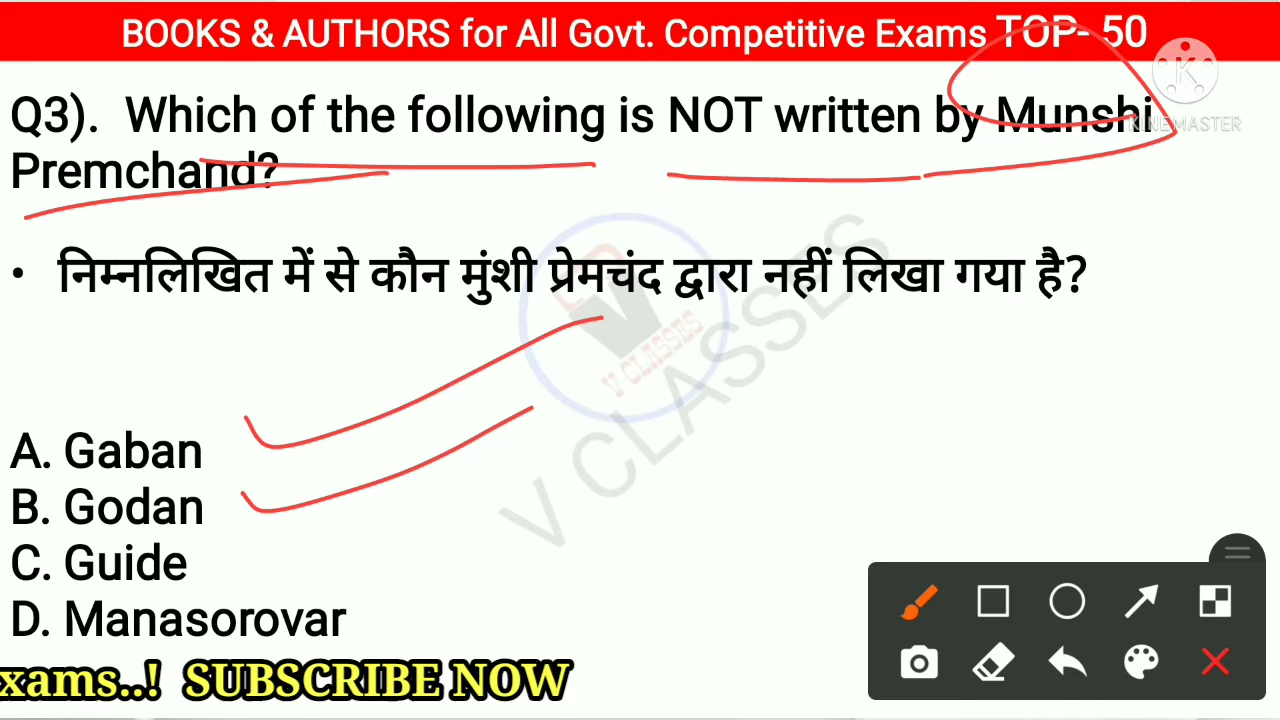 BOOKS & AUTHORS for All Govt. Competitive Exams TOP- 50
K
KINEMASTER
Q3). Which of the following is NOT written by Munshi
Premchand?
• निम्नलिखित में से कौन मुंशी प्रेमचंद द्वारा नहीं लिखा गया है?
V CLASSES
V CLASSES
A. Gaban
B. Godan
C. Guide
D. Manasorovar
xams..! SUBSCRIBE NOW